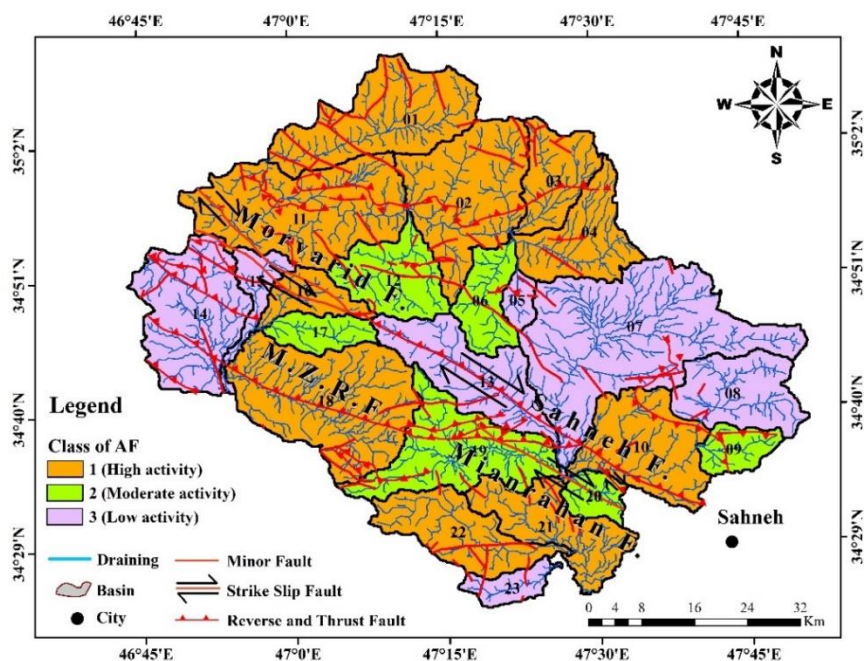 46°45'E 47°0'E 47°15'E 47°30'E 47°45'E
35°2'N 35°2'N
34°51'N 34°51'N
34°40'N 34°40'N
34°29'N 34°29'N
N
W E
S
01
02
03
04
11
Morvarid F.
06
05
07
14
17
13
08
M.Z.R.F
18
Sahneh F.
10
09
19
Mianrahan F.
20
21
22
23
Sahneh
Legend
Class of AF
1 (High activity)
2 (Moderate activity)
3 (Low activity)
Draining
Basin
City
Minor Fault
Strike Slip Fault
Reverse and Thrust Fault
0 4 8 16 24 32
Km
46°45'E 47°0'E 47°15'E 47°30'E 47°45'E